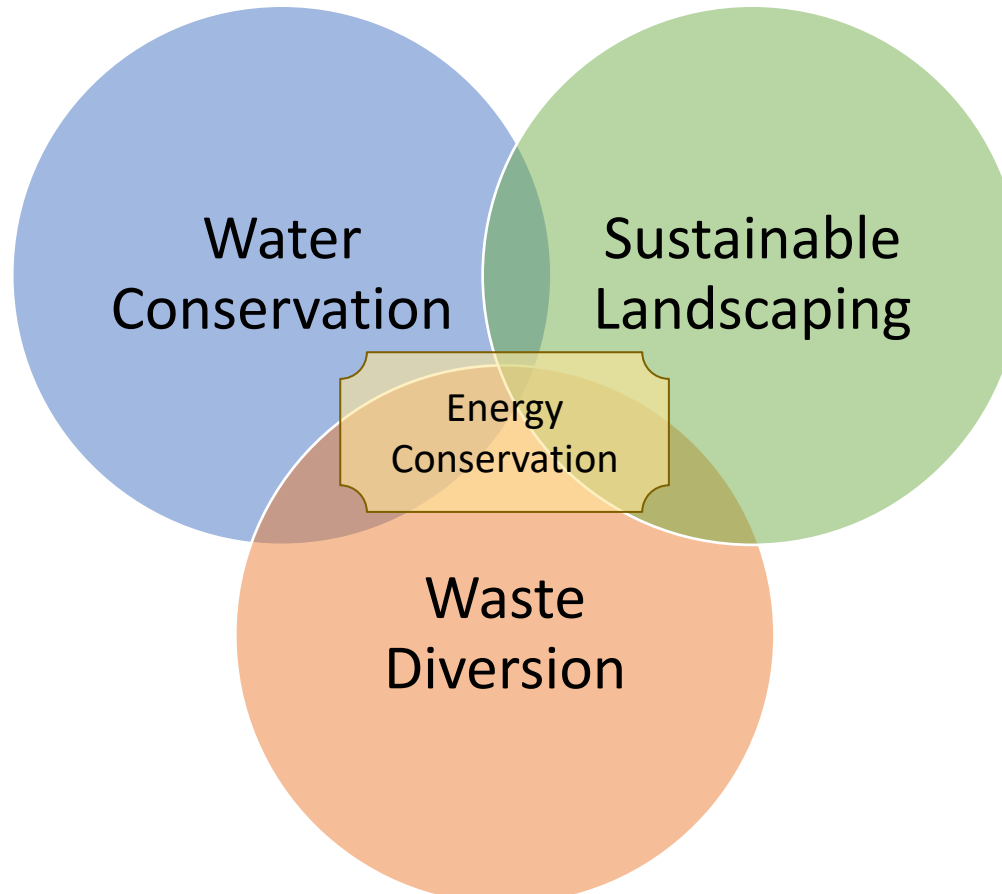 Water
Conservation
Sustainable
Landscaping
Energy
Conservation
Waste
Diversion